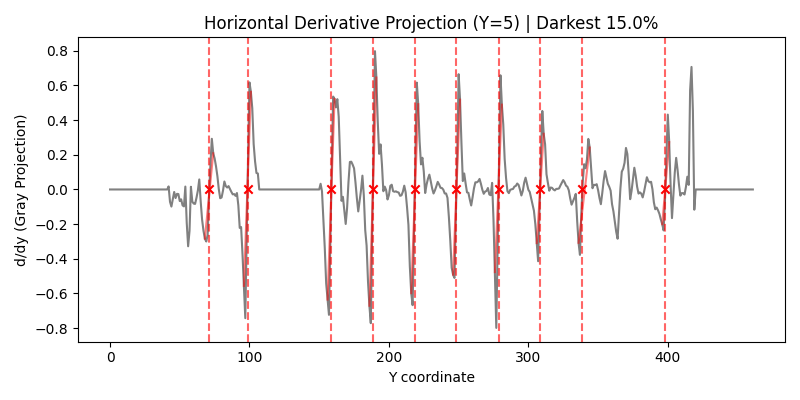 Horizontal Derivative Projection (Y=5) | Darkest 15.0%
d/dy (Gray Projection)
0.8
0.6
0.4
0.2
0.0
−0.2
−0.4
−0.6
−0.8
0 100 200 300 400
Y coordinate